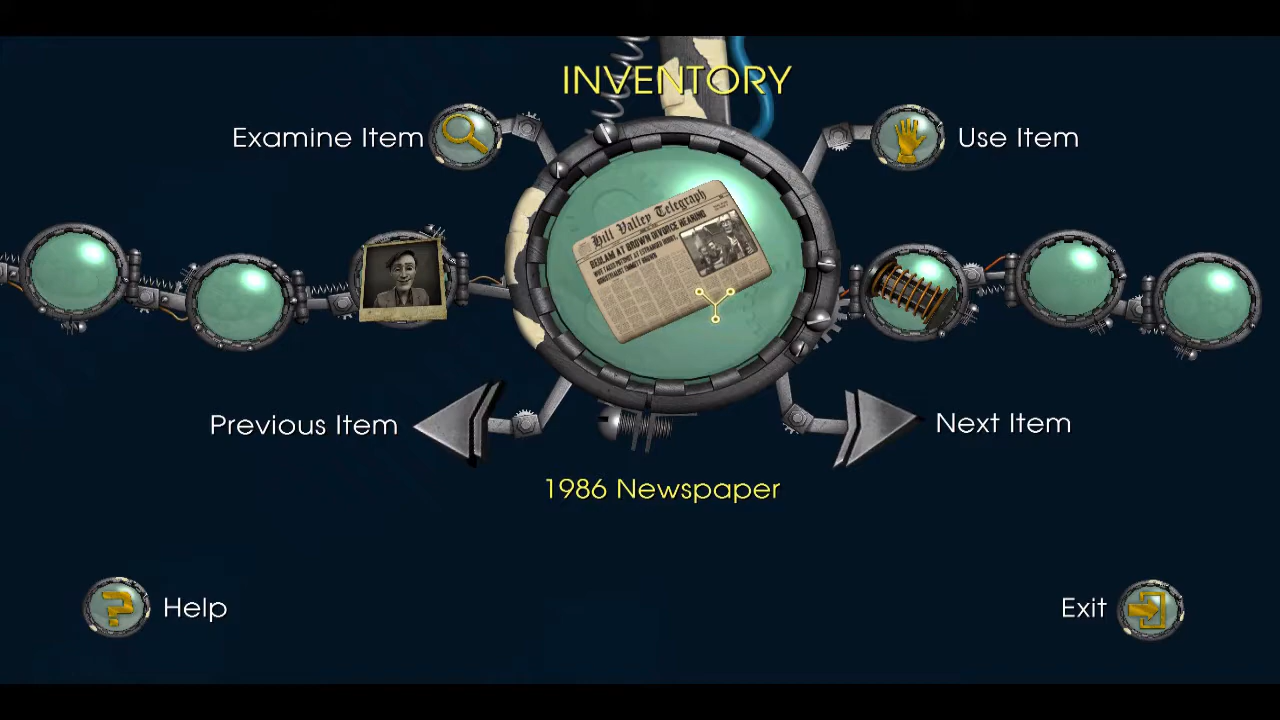 INVENTORY
Examine Item
Use Item
Hill Valley Telegraph
BEDLAM AT BROWN DIVORCE HEARING
Previous Item
Next Item
1986 Newspaper
Help
Exit